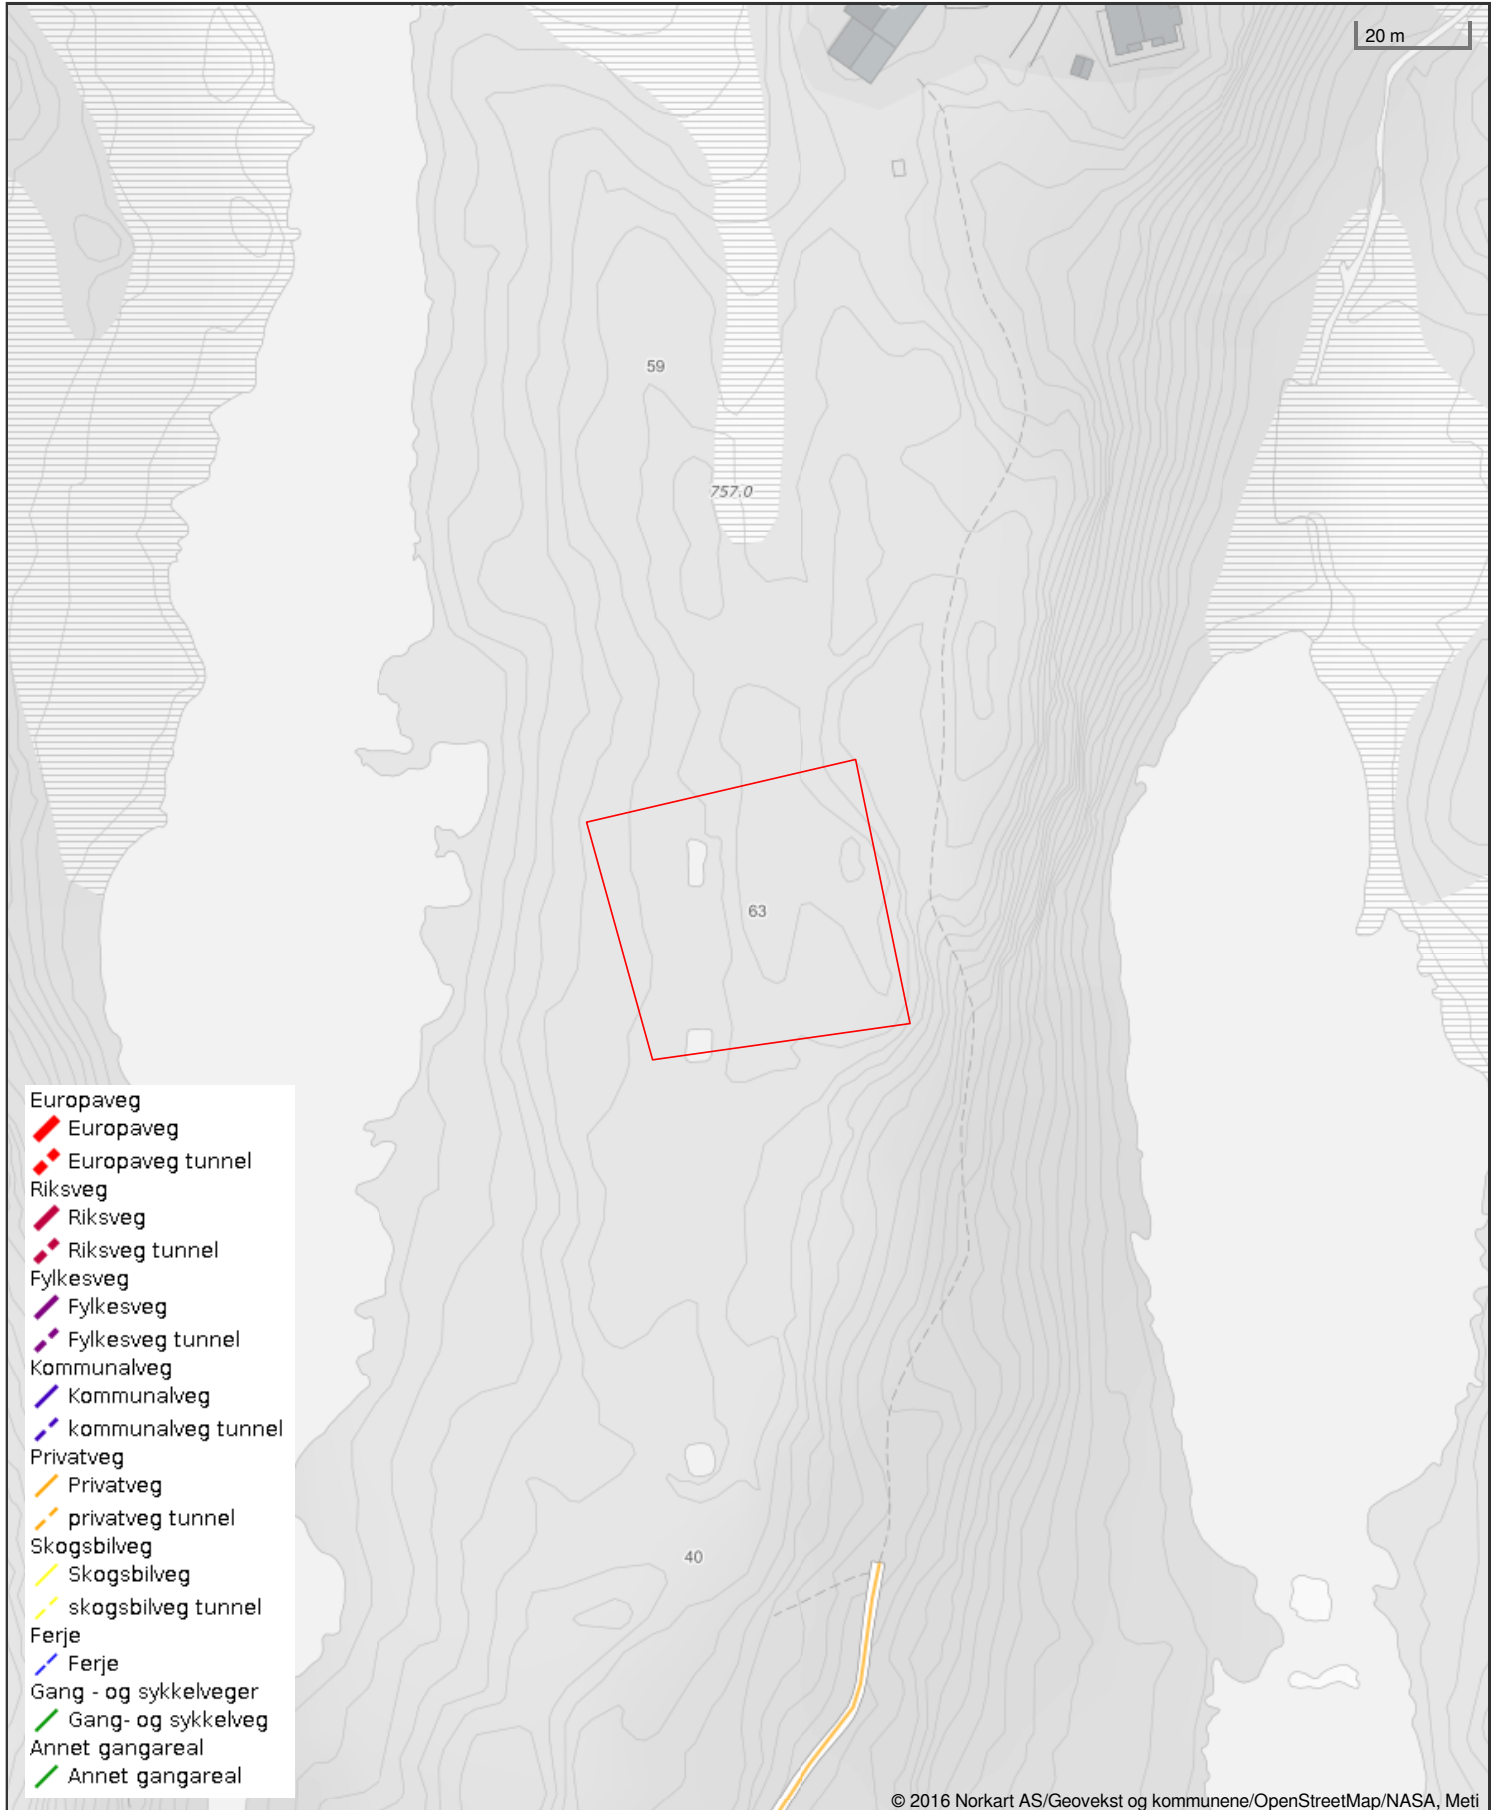 20 m
59
757.0
63
40
Europaveg
Europaveg
Europaveg tunnel
Riksveg
Riksveg
Riksveg tunnel
Fylkesveg
Fylkesveg
Fylkesveg tunnel
Kommunalveg
Kommunalveg
kommunalveg tunnel
Privatveg
Privatveg
privatveg tunnel
Skogsbilveg
Skogsbilveg
skogsbilveg tunnel
Ferje
Ferje
Gang - og sykkelveger
Gang- og sykkelveg
Annet gangareal
Annet gangareal
© 2016 Norkart AS/Geovekst og kommunene/OpenStreetMap/NASA, Meti